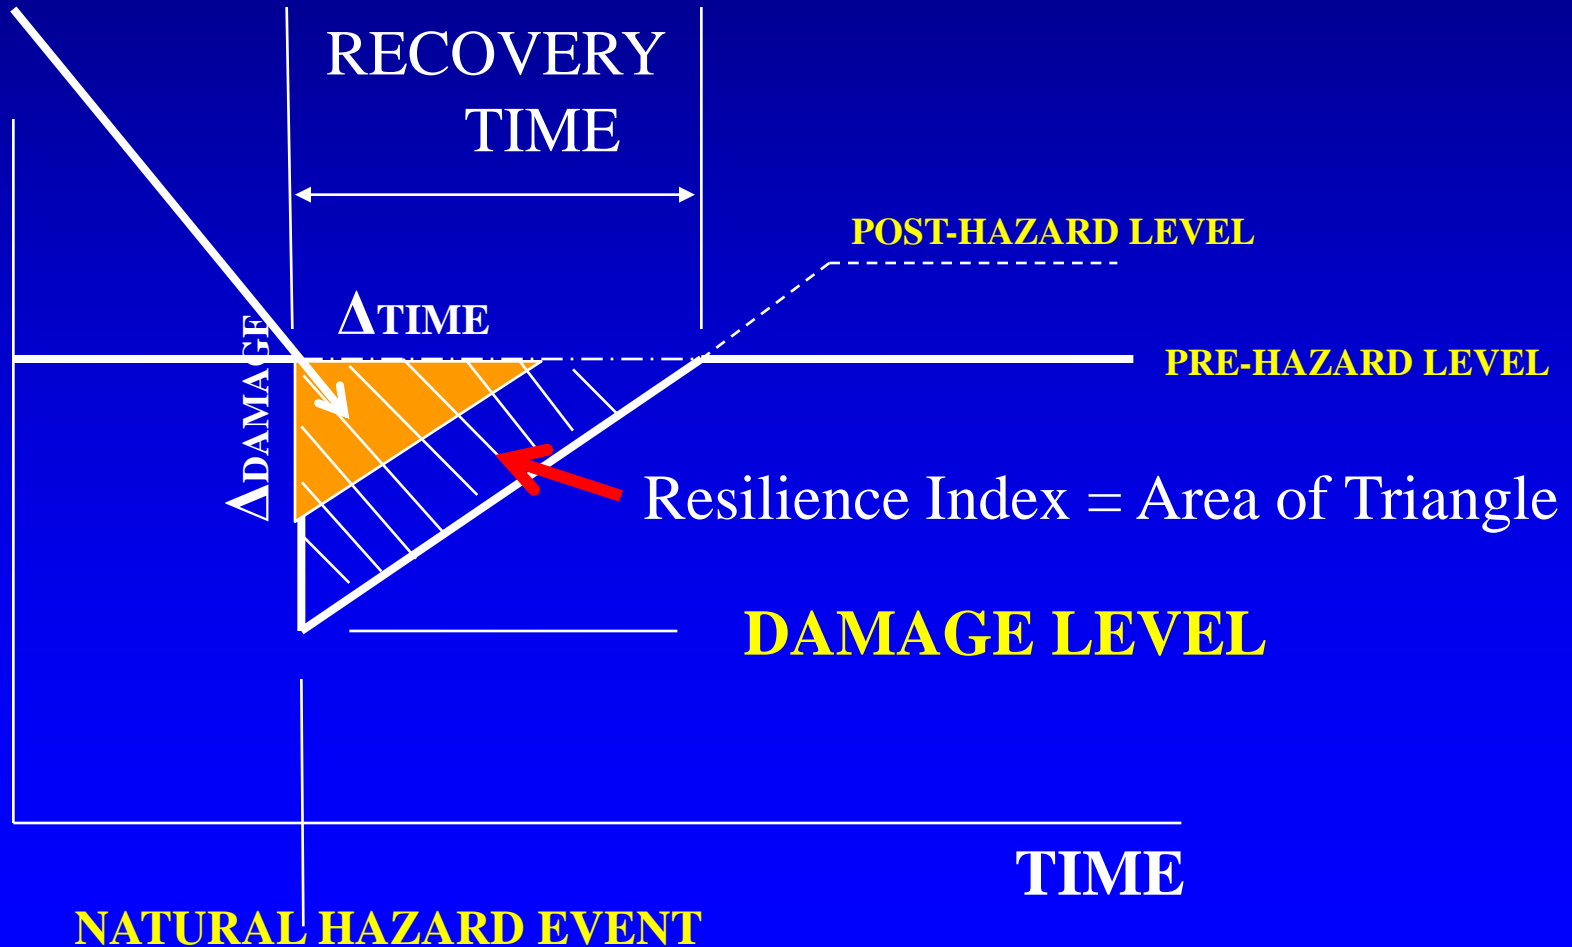 RECOVERY
TIME
POST-HAZARD LEVEL
ΔTIME
ΔDAMAGE
PRE-HAZARD LEVEL
Resilience Index = Area of Triangle
DAMAGE LEVEL
TIME
NATURAL HAZARD EVENT